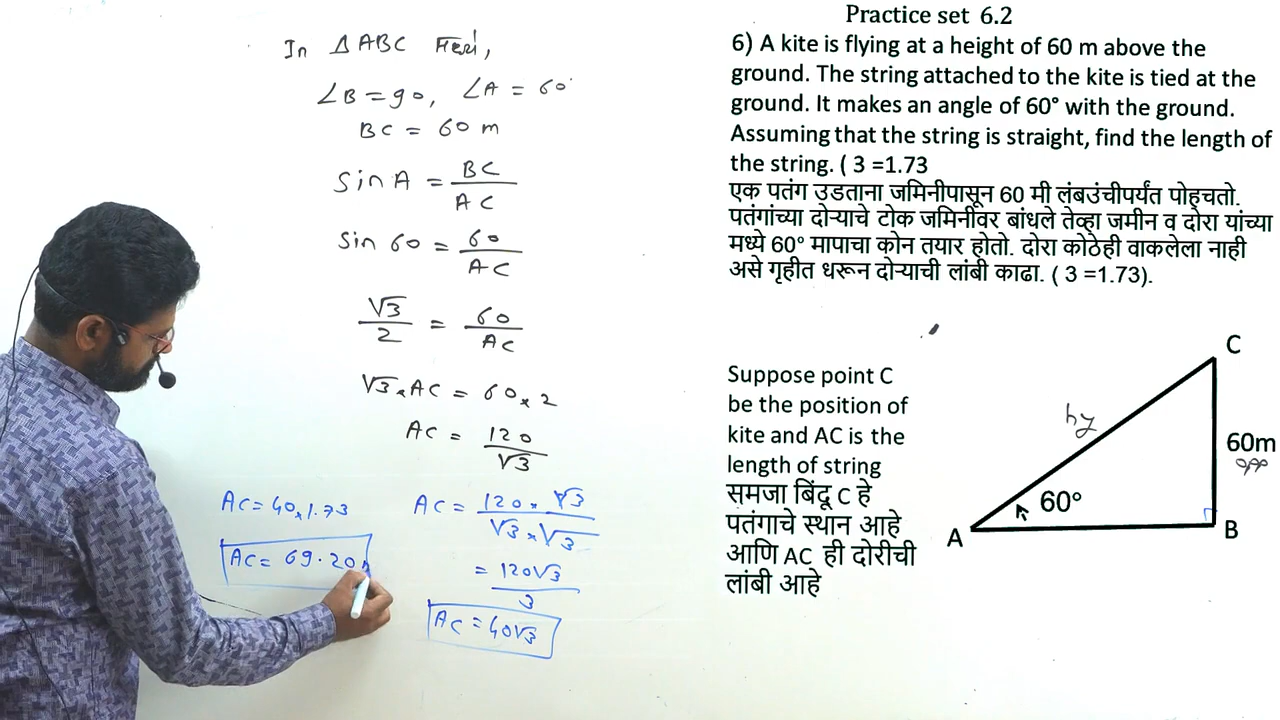 In △ABC मध्ये,
∠B = 90, ∠A = 60°
BC = 60 m
sin A = BC / AC
sin 60 = 60 / AC
√3 / 2 = 60 / AC
√3 × AC = 60 × 2
AC = 120 / √3
AC = 120 × √3 / √3 × √3
= 120√3 / 3
AC = 40√3
AC = 40 × 1.73
AC = 69.20
Practice set 6.2
6) A kite is flying at a height of 60 m above the
ground. The string attached to the kite is tied at the
ground. It makes an angle of 60° with the ground.
Assuming that the string is straight, find the length of
the string. ( 3 =1.73
एक पतंग उडताना जमिनीपासून 60 मी लंबउंचीपर्यंत पोहचतो.
पतंगांच्या दोऱ्याचे टोक जमिनीवर बांधले तेव्हा जमीन व दोरा यांच्या
मध्ये 60° मापाचा कोन तयार होतो. दोरा कोठेही वाकलेला नाही
असे गृहीत धरून दोऱ्याची लांबी काढा. ( 3 =1.73).
Suppose point C
be the position of
kite and AC is the
length of string
समजा बिंदू C हे
पतंगाचे स्थान आहे
आणि AC ही दोरीची
लांबी आहे
C
hy
60m
opp
60°
A
B